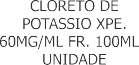 CLORETO DE
POTASSIO XPE.
60MG/ML FR. 100ML
UNIDADE